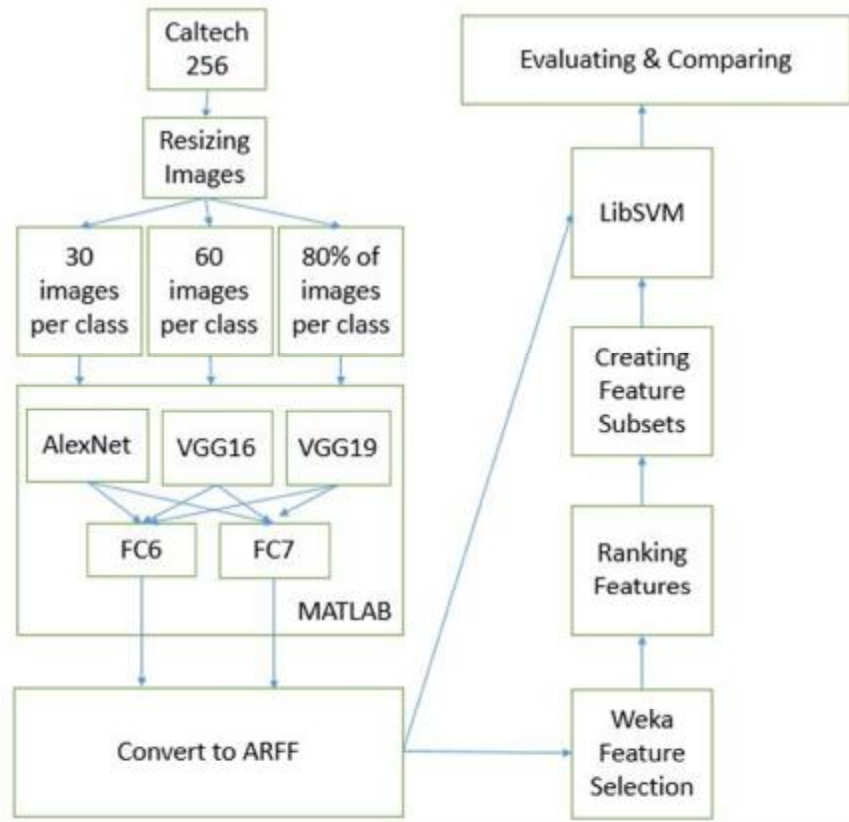 Caltech
256
Resizing
Images
30
images
per class
60
images
per class
80% of
images
per class
AlexNet
VGG16
VGG19
FC6
FC7
MATLAB
Convert to ARFF
Evaluating & Comparing
LibSVM
Creating
Feature
Subsets
Ranking
Features
Weka
Feature
Selection